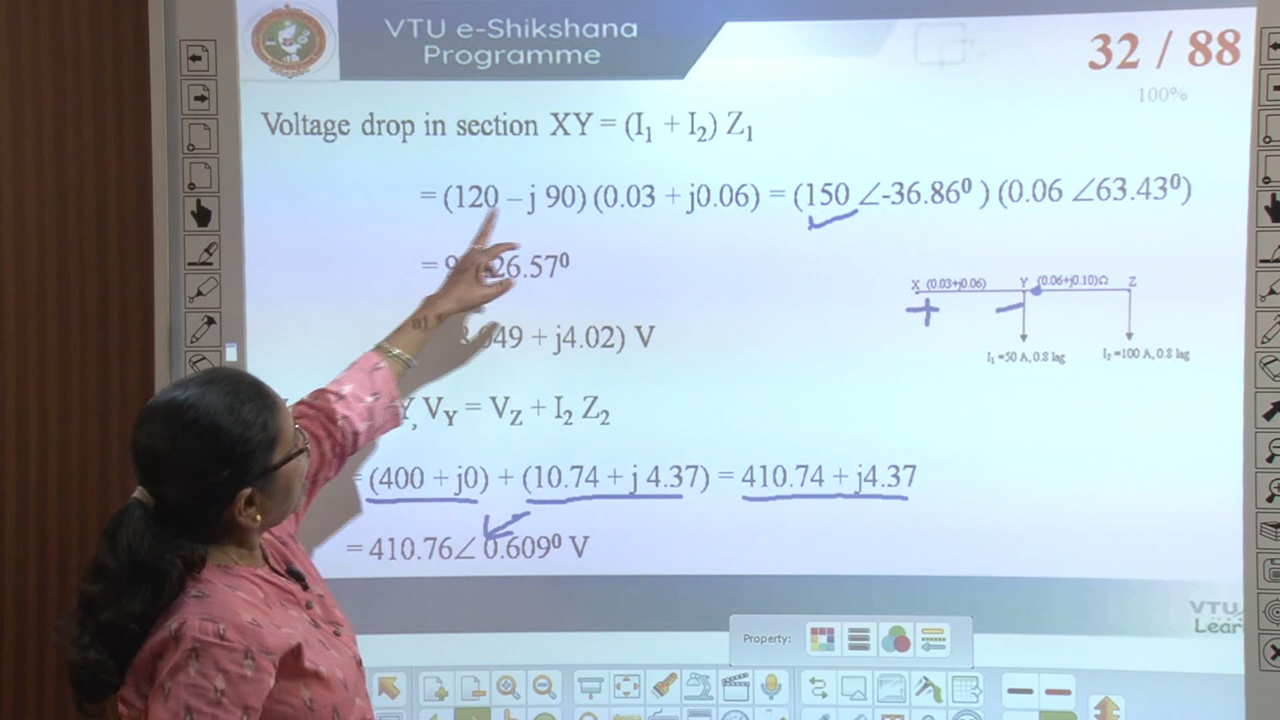 VTU e-Shikshana
Programme
32 / 88
100%
Voltage drop in section XY = (I₁ + I₂) Z₁
= (120 – j 90) (0.03 + j0.06) = (150 ∠-36.86⁰ ) (0.06 ∠63.43⁰)
= 26.57⁰
949 + j4.02) V
X (0.03+j0.06) Y (0.06+j0.10)Ω Z
+ –
I₁ =50 A, 0.8 lag I₂ =100 A, 0.8 lag
V_Y = V_Z + I₂ Z₂
= (400 + j0) + (10.74 + j 4.37) = 410.74 + j4.37
= 410.76∠ 0.609⁰ V
VTU
Lear
Property: